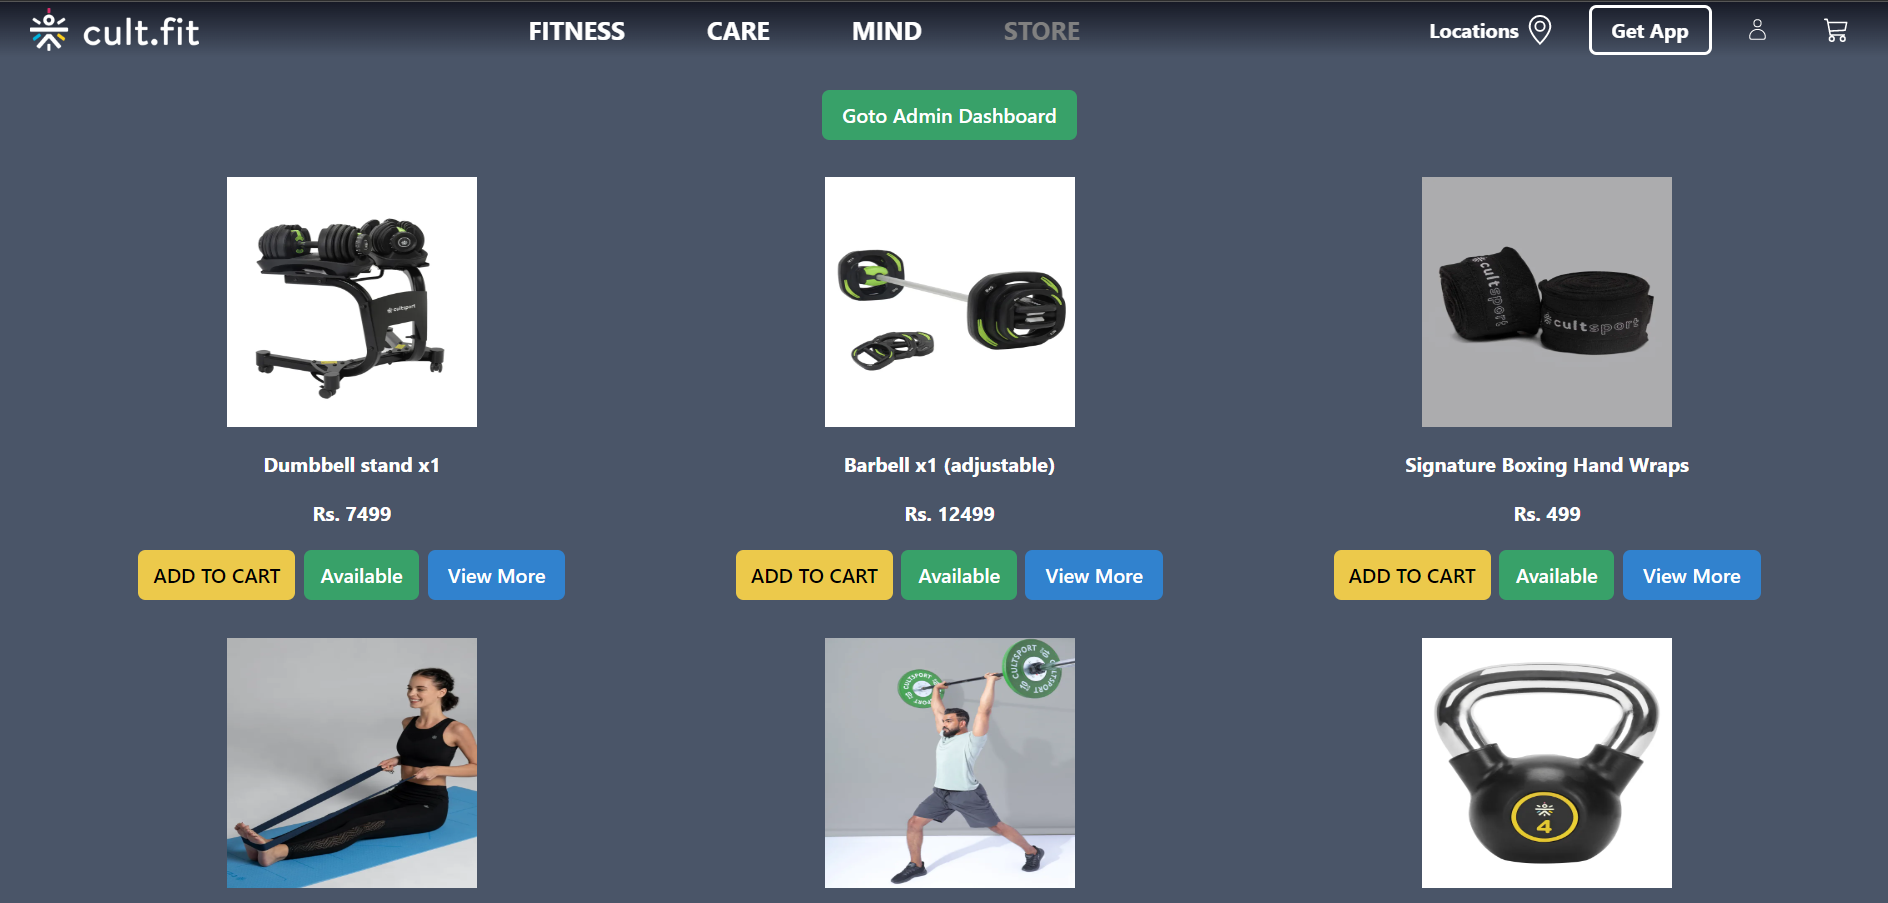 cult.fit
FITNESS CARE MIND STORE
Locations Get App
Goto Admin Dashboard
cultsport
cultsport
cultsport
Dumbbell stand x1
Barbell x1 (adjustable)
Signature Boxing Hand Wraps
Rs. 7499
Rs. 12499
Rs. 499
ADD TO CART Available View More
ADD TO CART Available View More
ADD TO CART Available View More
CULTSPORT
CULTSPORT
4